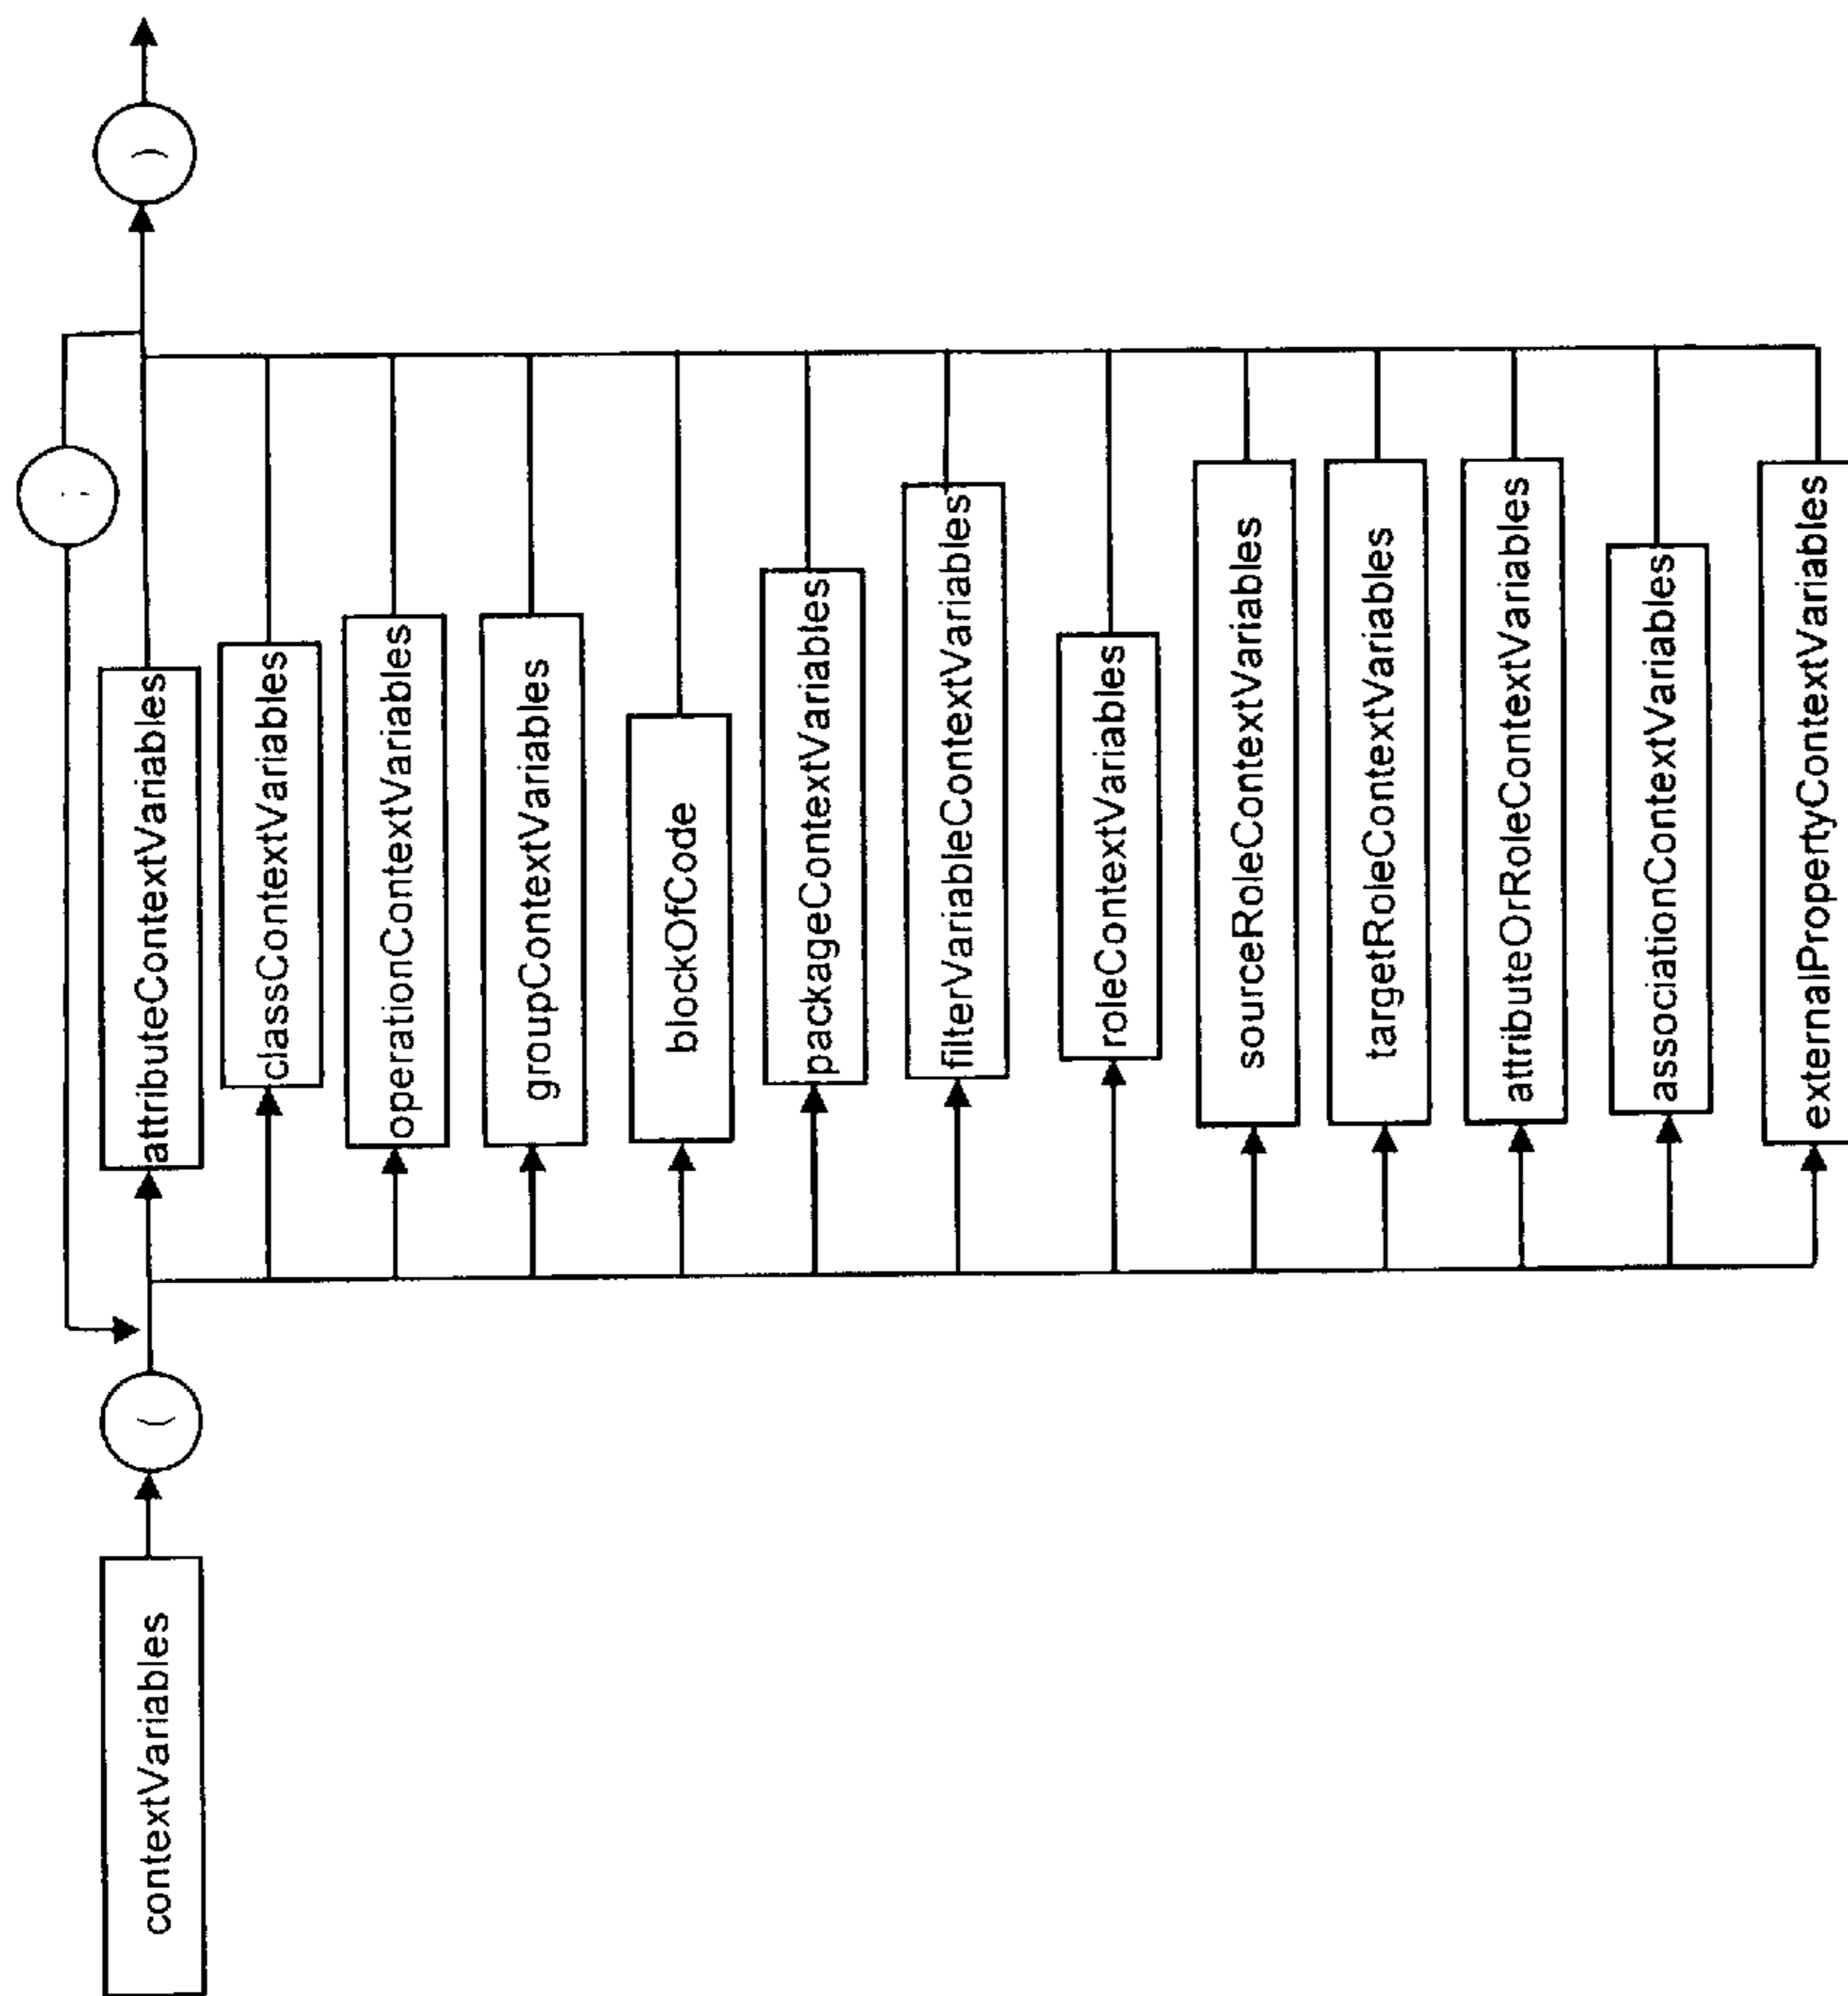 contextVariables
(
attributeContextVariables
classContextVariables
operationContextVariables
groupContextVariables
blockOfCode
packageContextVariables
filterVariableContextVariables
roleContextVariables
sourceRoleContextVariables
targetRoleContextVariables
attributeOrRoleContextVariables
associationContextVariables
externalPropertyContextVariables
)